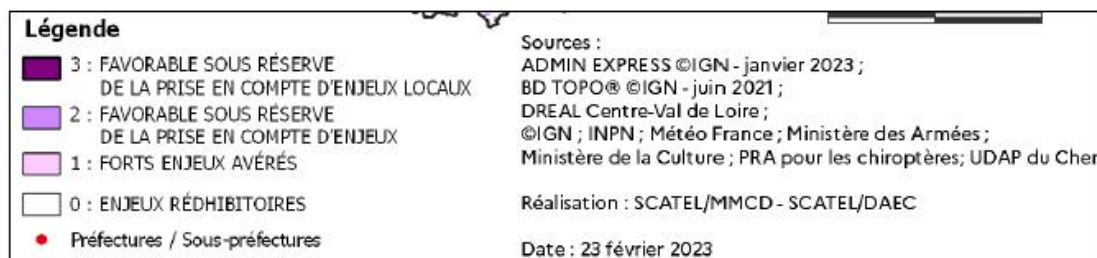 Légende
3 : FAVORABLE SOUS RÉSERVE
DE LA PRISE EN COMPTE D'ENJEUX LOCAUX
2 : FAVORABLE SOUS RÉSERVE
DE LA PRISE EN COMPTE D'ENJEUX
1 : FORTS ENJEUX AVÉRÉS
0 : ENJEUX RÉDHIBITOIRES
Préfectures / Sous-préfectures
Sources :
ADMIN EXPRESS ©IGN - janvier 2023 ;
BD TOPO® ©IGN - juin 2021 ;
DREAL Centre-Val de Loire ;
©IGN ; INPN ; Météo France ; Ministère des Armées ;
Ministère de la Culture ; PRA pour les chiroptères; UDAP du Cher
Réalisation : SCATEL/MMCD - SCATEL/DAEC
Date : 23 février 2023